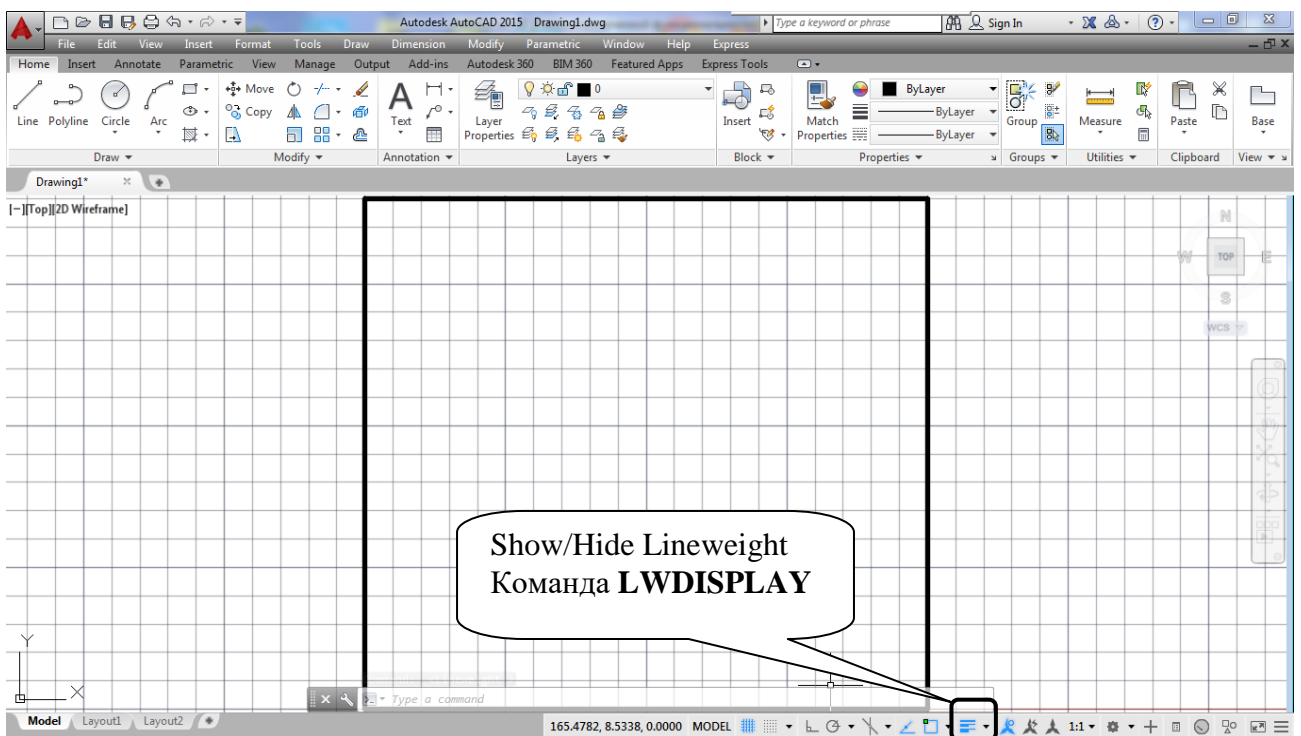 Autodesk AutoCAD 2015 Drawing1.dwg Type a keyword or phrase Sign In
File Edit View Insert Format Tools Draw Dimension Modify Parametric Window Help Express
Home Insert Annotate Parametric View Manage Output Add-ins Autodesk 360 BIM 360 Featured Apps Express Tools
Move 0 ByLayer
Line Polyline Circle Arc Copy Text Layer Properties Insert Match Properties ByLayer Group Measure Paste Base
ByLayer
Draw Modify Annotation Layers Block Properties Groups Utilities Clipboard View
Drawing1*
[−][Top][2D Wireframe]
N
W TOP E
S
WCS
Show/Hide Lineweight
Команда LWDISPLAY
Y
X
Type a command
Model Layout1 Layout2 165.4782, 8.5338, 0.0000 MODEL 1:1